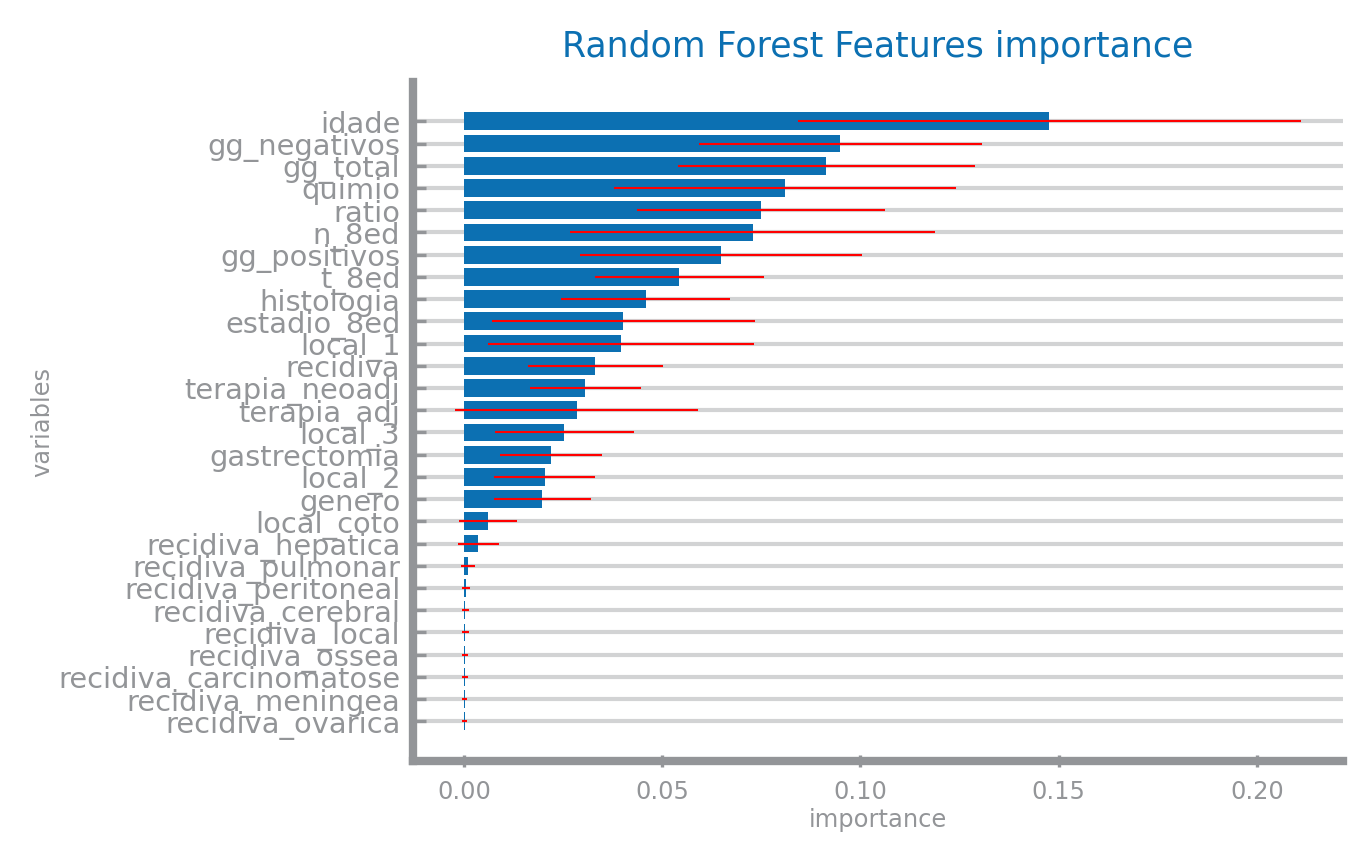 Random Forest Features importance
idade
gg_negativos
gg_total
quimio
ratio
n_8ed
gg_positivos
t_8ed
histologia
estadio_8ed
local_1
recidiva
terapia_neoadj
terapia_adj
local_3
gastrectomia
local_2
genero
local_coto
recidiva_hepatica
recidiva_pulmonar
recidiva_peritoneal
recidiva_cerebral
recidiva_local
recidiva_ossea
recidiva_carcinomatose
recidiva_meningea
recidiva_ovarica
variables
0.00 0.05 0.10 0.15 0.20
importance